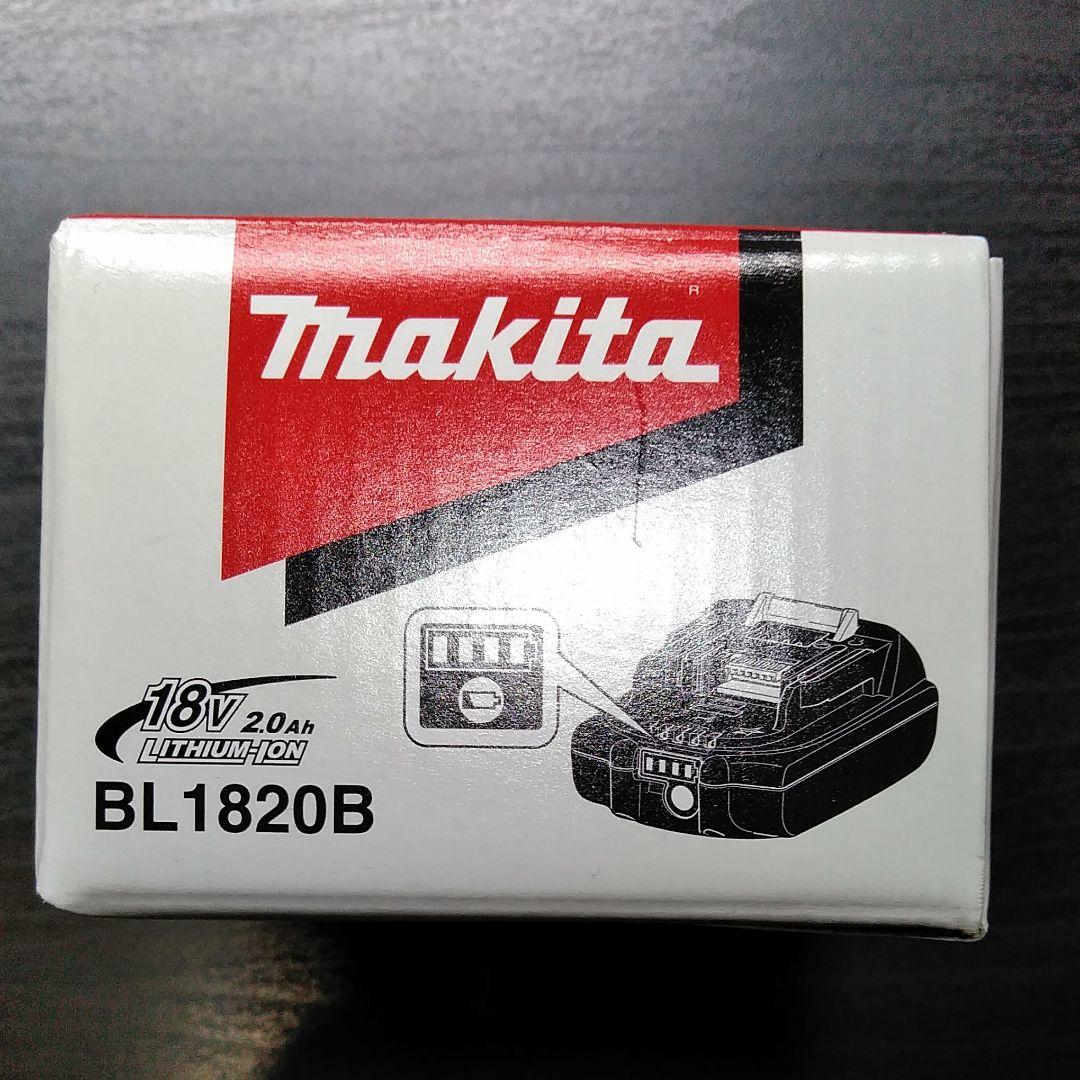 makita
R
18V 2.0Ah
LITHIUM-ION
BL1820B